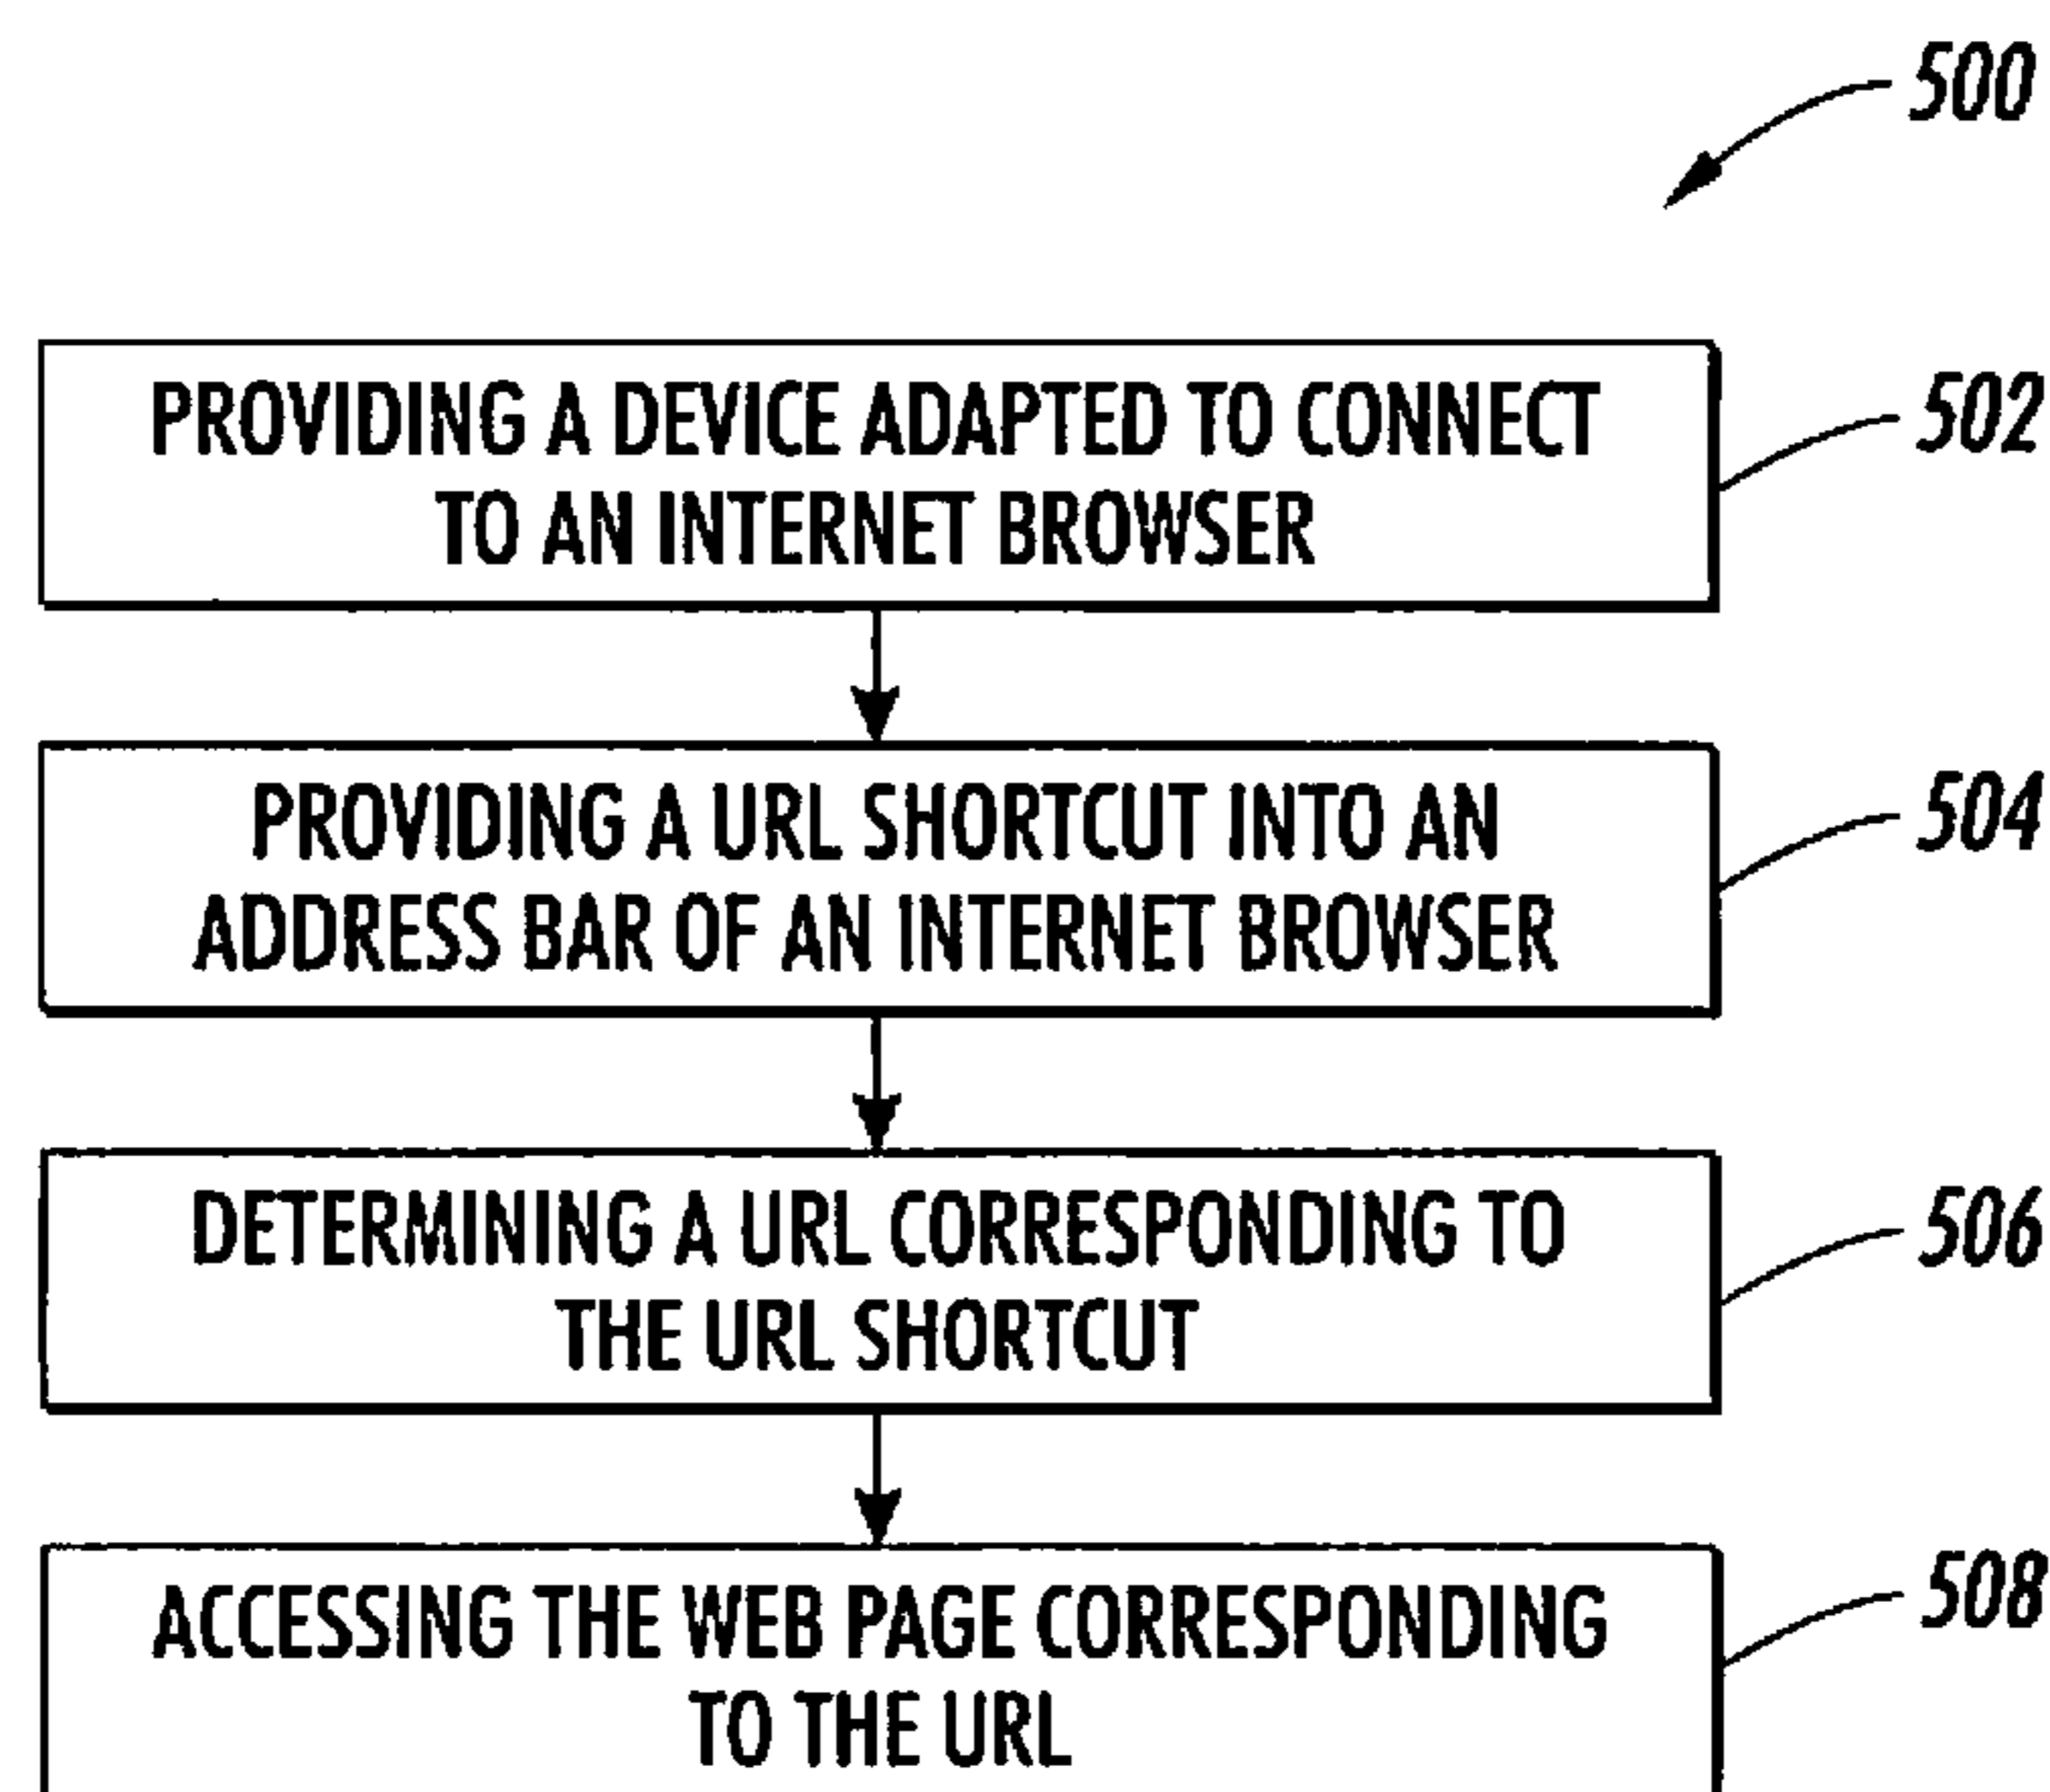 500
PROVIDING A DEVICE ADAPTED TO CONNECT
TO AN INTERNET BROWSER
502
PROVIDING A URL SHORTCUT INTO AN
ADDRESS BAR OF AN INTERNET BROWSER
504
DETERMINING A URL CORRESPONDING TO
THE URL SHORTCUT
506
ACCESSING THE WEB PAGE CORRESPONDING
TO THE URL
508